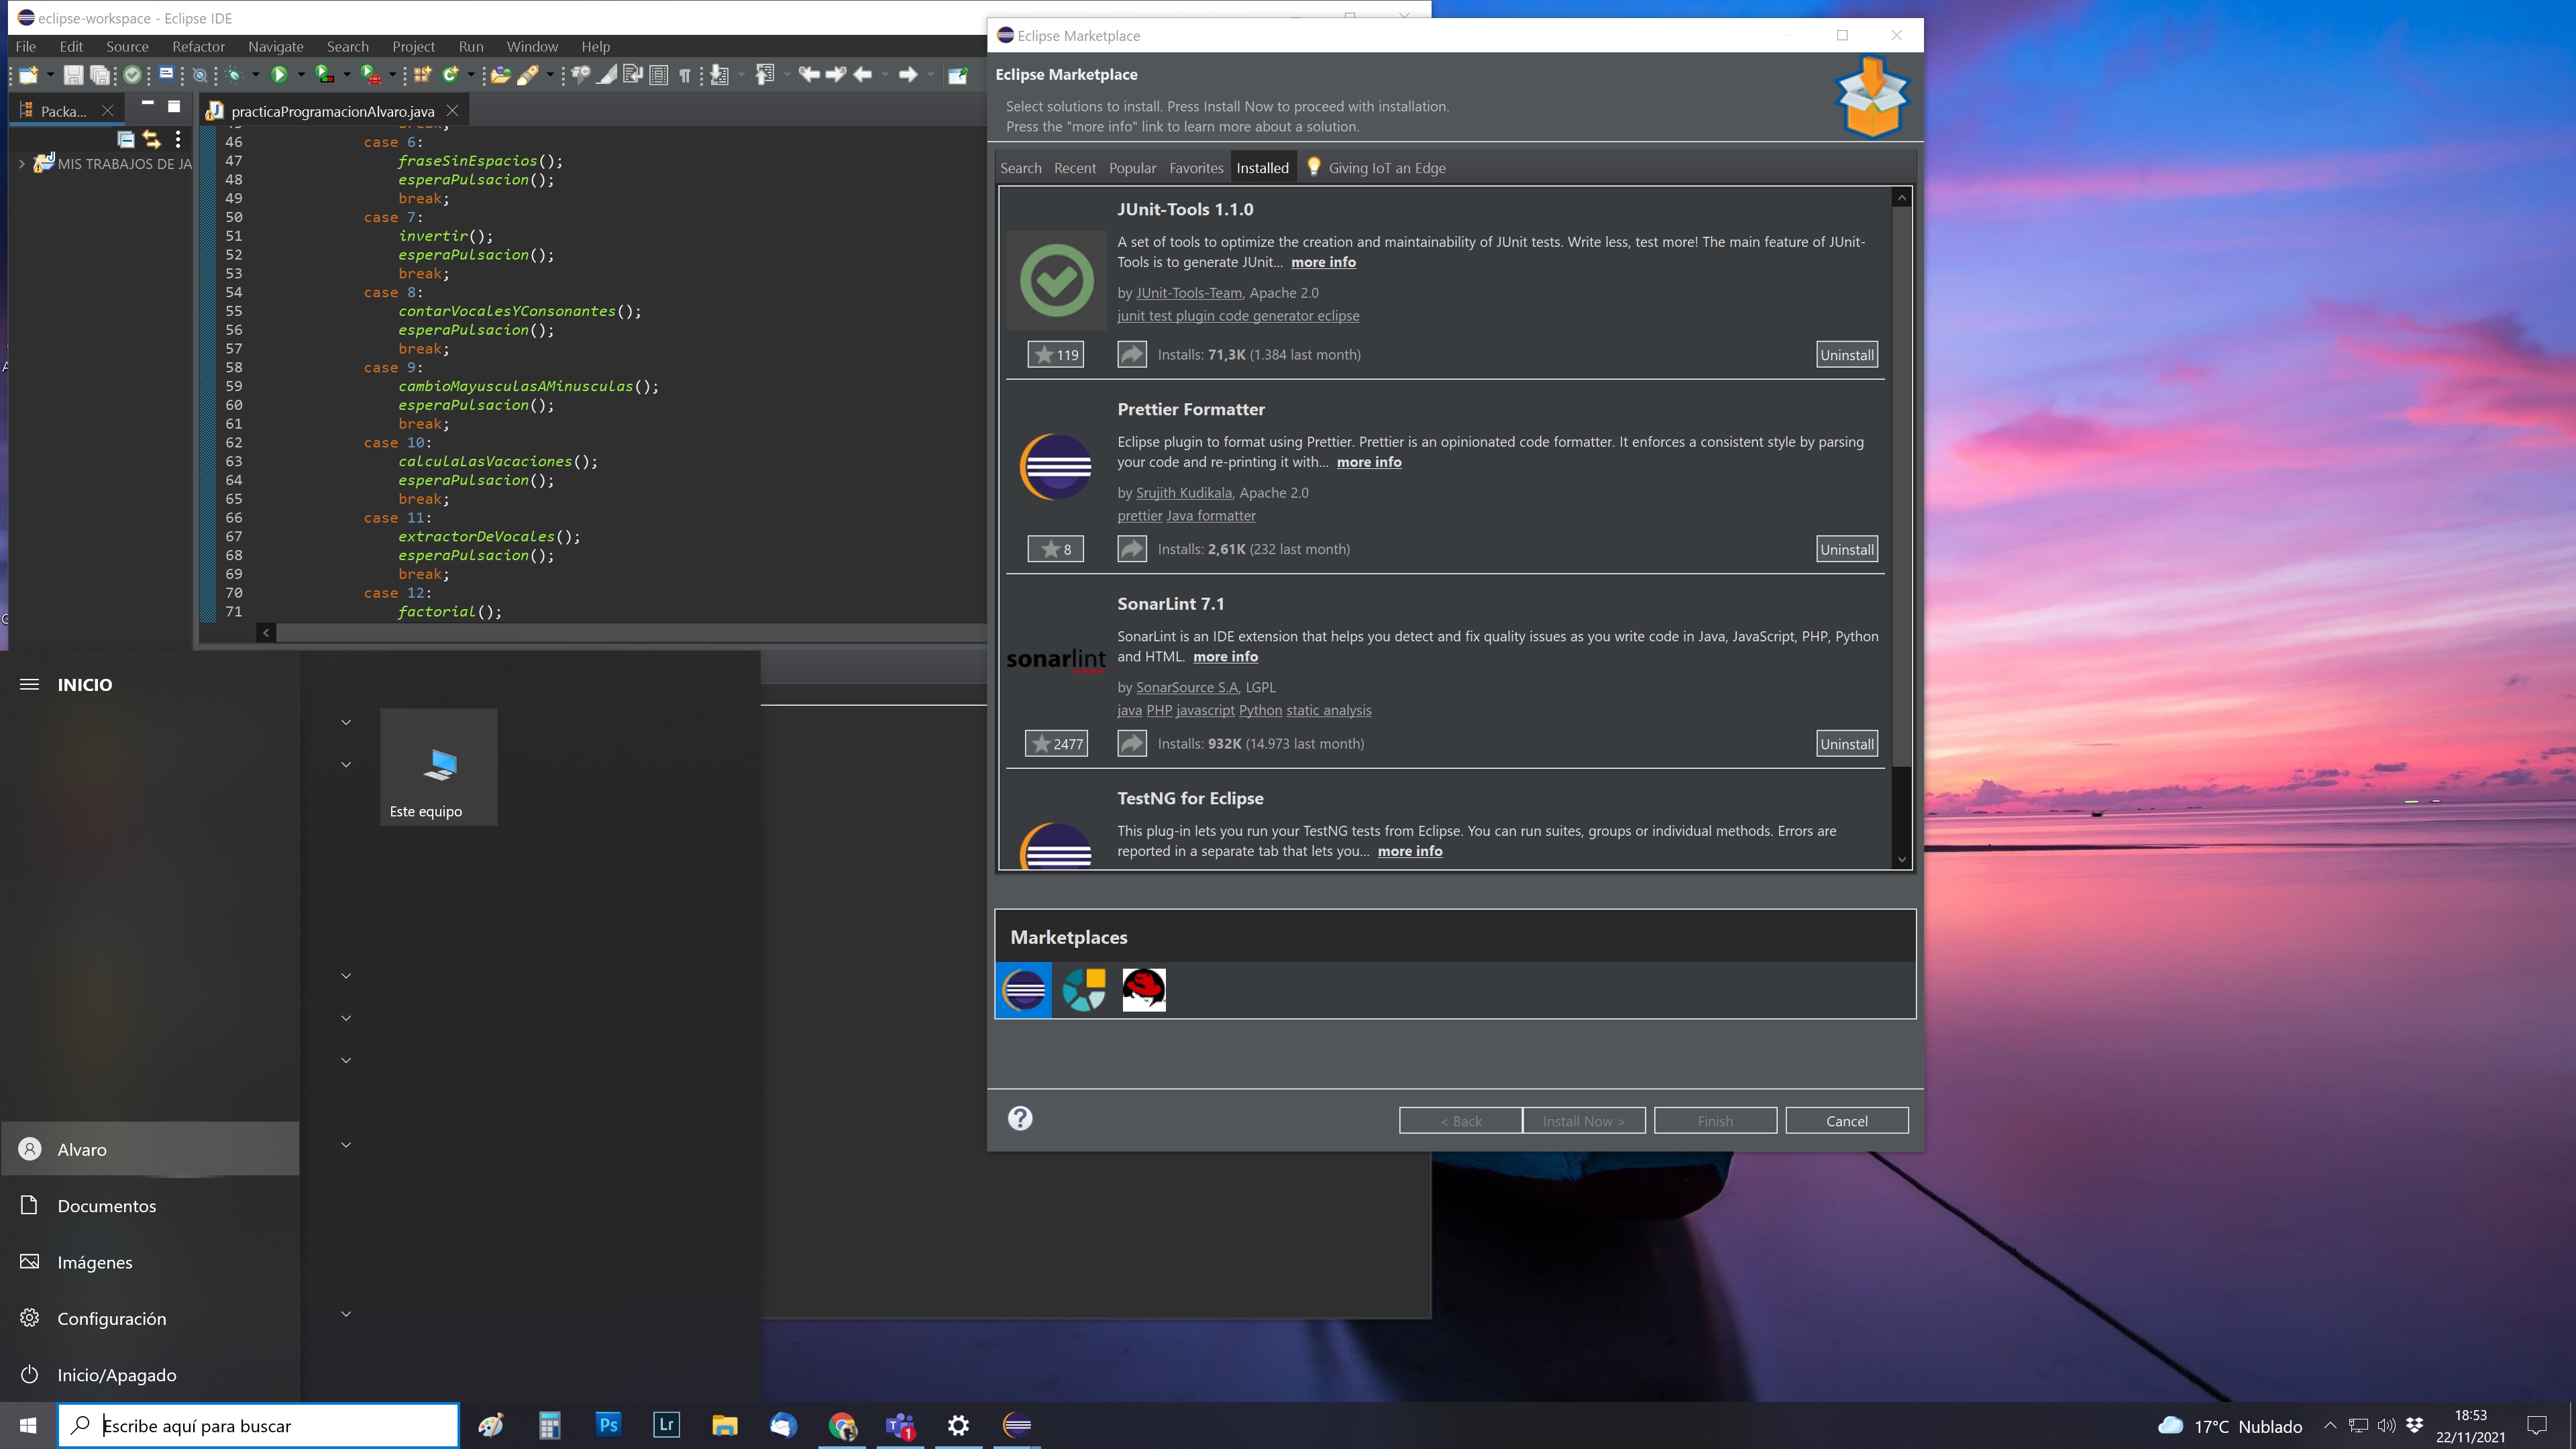 eclipse-workspace - Eclipse IDE
File Edit Source Refactor Navigate Search Project Run Window Help
Packa...
MIS TRABAJOS DE JA
practicaProgramacionAlvaro.java
46 case 6:
47 fraseSinEspacios();
48 esperaPulsacion();
49 break;
50 case 7:
51 invertir();
52 esperaPulsacion();
53 break;
54 case 8:
55 contarVocalesYConsonantes();
56 esperaPulsacion();
57 break;
58 case 9:
59 cambioMayusculasAMinusculas();
60 esperaPulsacion();
61 break;
62 case 10:
63 calculaLasVacaciones();
64 esperaPulsacion();
65 break;
66 case 11:
67 extractorDeVocales();
68 esperaPulsacion();
69 break;
70 case 12:
71 factorial();
Eclipse Marketplace
Eclipse Marketplace
Select solutions to install. Press Install Now to proceed with installation.
Press the "more info" link to learn more about a solution.
Search Recent Popular Favorites Installed Giving IoT an Edge
JUnit-Tools 1.1.0
A set of tools to optimize the creation and maintainability of JUnit tests. Write less, test more! The main feature of JUnit-
Tools is to generate JUnit... more info
by JUnit-Tools-Team, Apache 2.0
junit test plugin code generator eclipse
119 Installs: 71,3K (1.384 last month) Uninstall
Prettier Formatter
Eclipse plugin to format using Prettier. Prettier is an opinionated code formatter. It enforces a consistent style by parsing
your code and re-printing it with... more info
by Srujith Kudikala, Apache 2.0
prettier Java formatter
8 Installs: 2,61K (232 last month) Uninstall
SonarLint 7.1
SonarLint is an IDE extension that helps you detect and fix quality issues as you write code in Java, JavaScript, PHP, Python
and HTML. more info
sonarlint
by SonarSource S.A, LGPL
java PHP javascript Python static analysis
2477 Installs: 932K (14.973 last month) Uninstall
TestNG for Eclipse
This plug-in lets you run your TestNG tests from Eclipse. You can run suites, groups or individual methods. Errors are
reported in a separate tab that lets you... more info
Marketplaces
? < Back Install Now > Finish Cancel
INICIO
Este equipo
Alvaro
Documentos
Imágenes
Configuración
Inicio/Apagado
Escribe aquí para buscar
Ps
Lr
T
1
17°C Nublado
18:53
22/11/2021